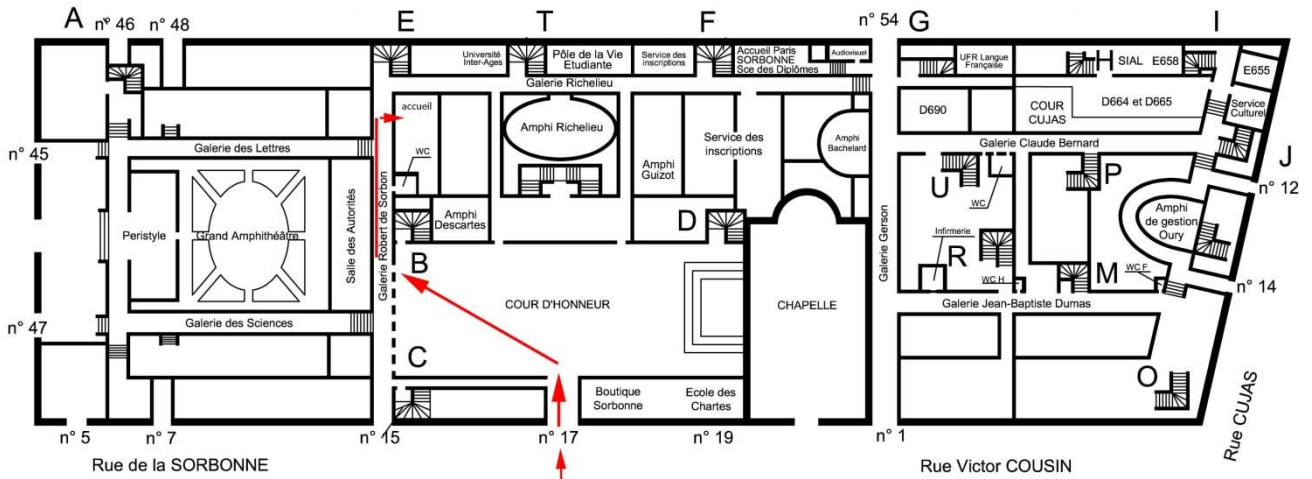 A
n° 46
n° 48
E
T
F
n° 54
G
I
Université
Inter-Ages
Pôle de la Vie
Etudiante
Service des
inscriptions
Accueil Paris
SORBONNE
Sce des Diplômes
Audiovisuel
UFR Langue
Française
H
SIAL E658
E655
Galerie Richelieu
accueil
WC
Amphi Richelieu
Service des
inscriptions
Amphi
Bachelard
D690
COUR
CUJAS
D664 et D665
Service
Culturel
n° 45
Galerie des Lettres
Amphi
Guizot
Galerie Claude Bernard
J
n° 12
U
WC
P
Peristyle
Grand Amphithéâtre
Salle des Autorités
Galerie Robert de Sorbon
Amphi
Descartes
D
Amphi
de gestion
Oury
B
Galerie Gerson
Infirmerie
R
WC H
M
WC F
n° 14
COUR D'HONNEUR
CHAPELLE
Galerie Jean-Baptiste Dumas
n° 47
Galerie des Sciences
C
O
Boutique
Sorbonne
Ecole des
Chartes
n° 5
n° 7
n° 15
n° 17
n° 19
n° 1
Rue de la SORBONNE
Rue Victor COUSIN
Rue CUJAS